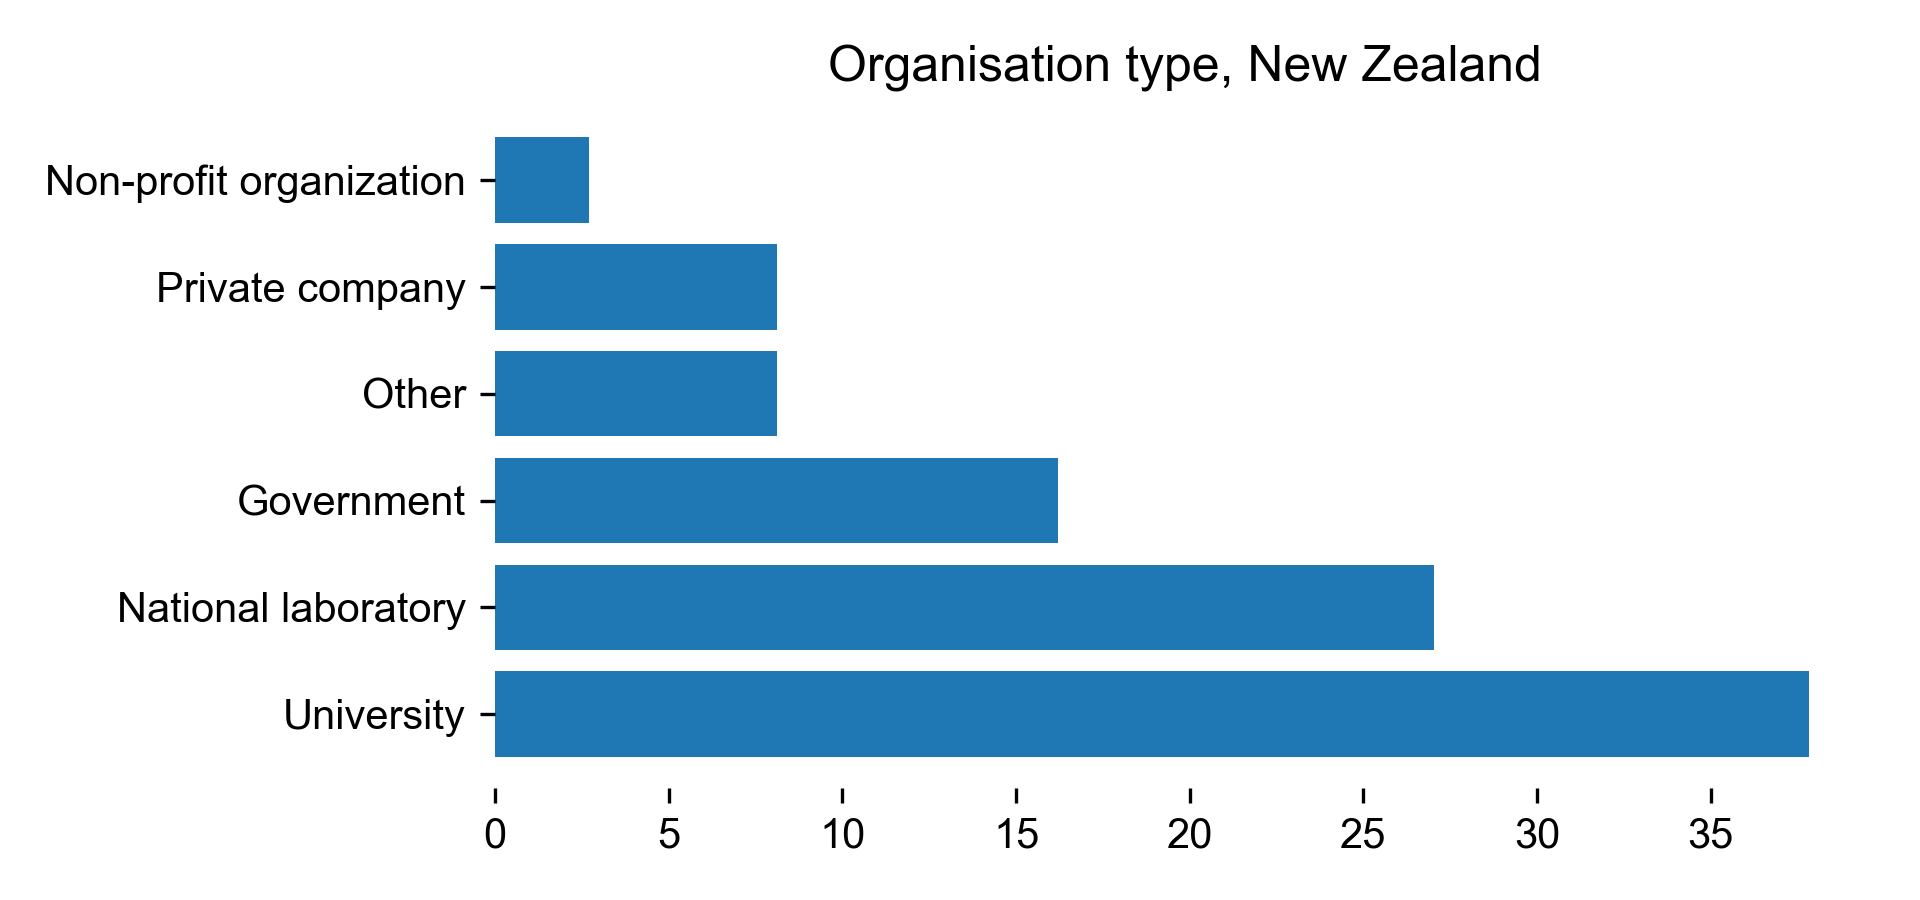 Organisation type, New Zealand
Non-profit organization
Private company
Other
Government
National laboratory
University
0 5 10 15 20 25 30 35